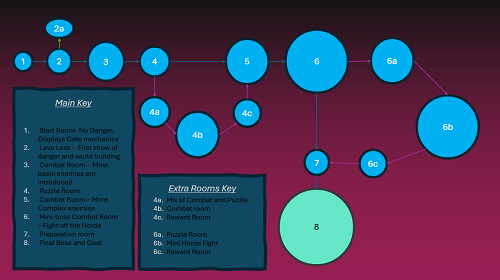 2a
1
2
3
4
5
6
6a
4a
4b
4c
6b
7
6c
8
Main Key
1. Start Room- No Danger,
Displays Gate mechanics
2. Lava Leak - First show of
danger and world building
3. Combat Room – Most
basic enemies are
introduced
4. Puzzle Room
5. Combat Room – More
Complex enemies
6. Mini-boss Combat Room
– Fight off the Horde
7. Preparation room
8. Final Boss and Goal
Extra Rooms Key
4a. Mix of Combat and Puzzle
4b. Combat room
4c. Reward Room
6a. Puzzle Room
6b. Mini Horde Fight
6c. Reward Room